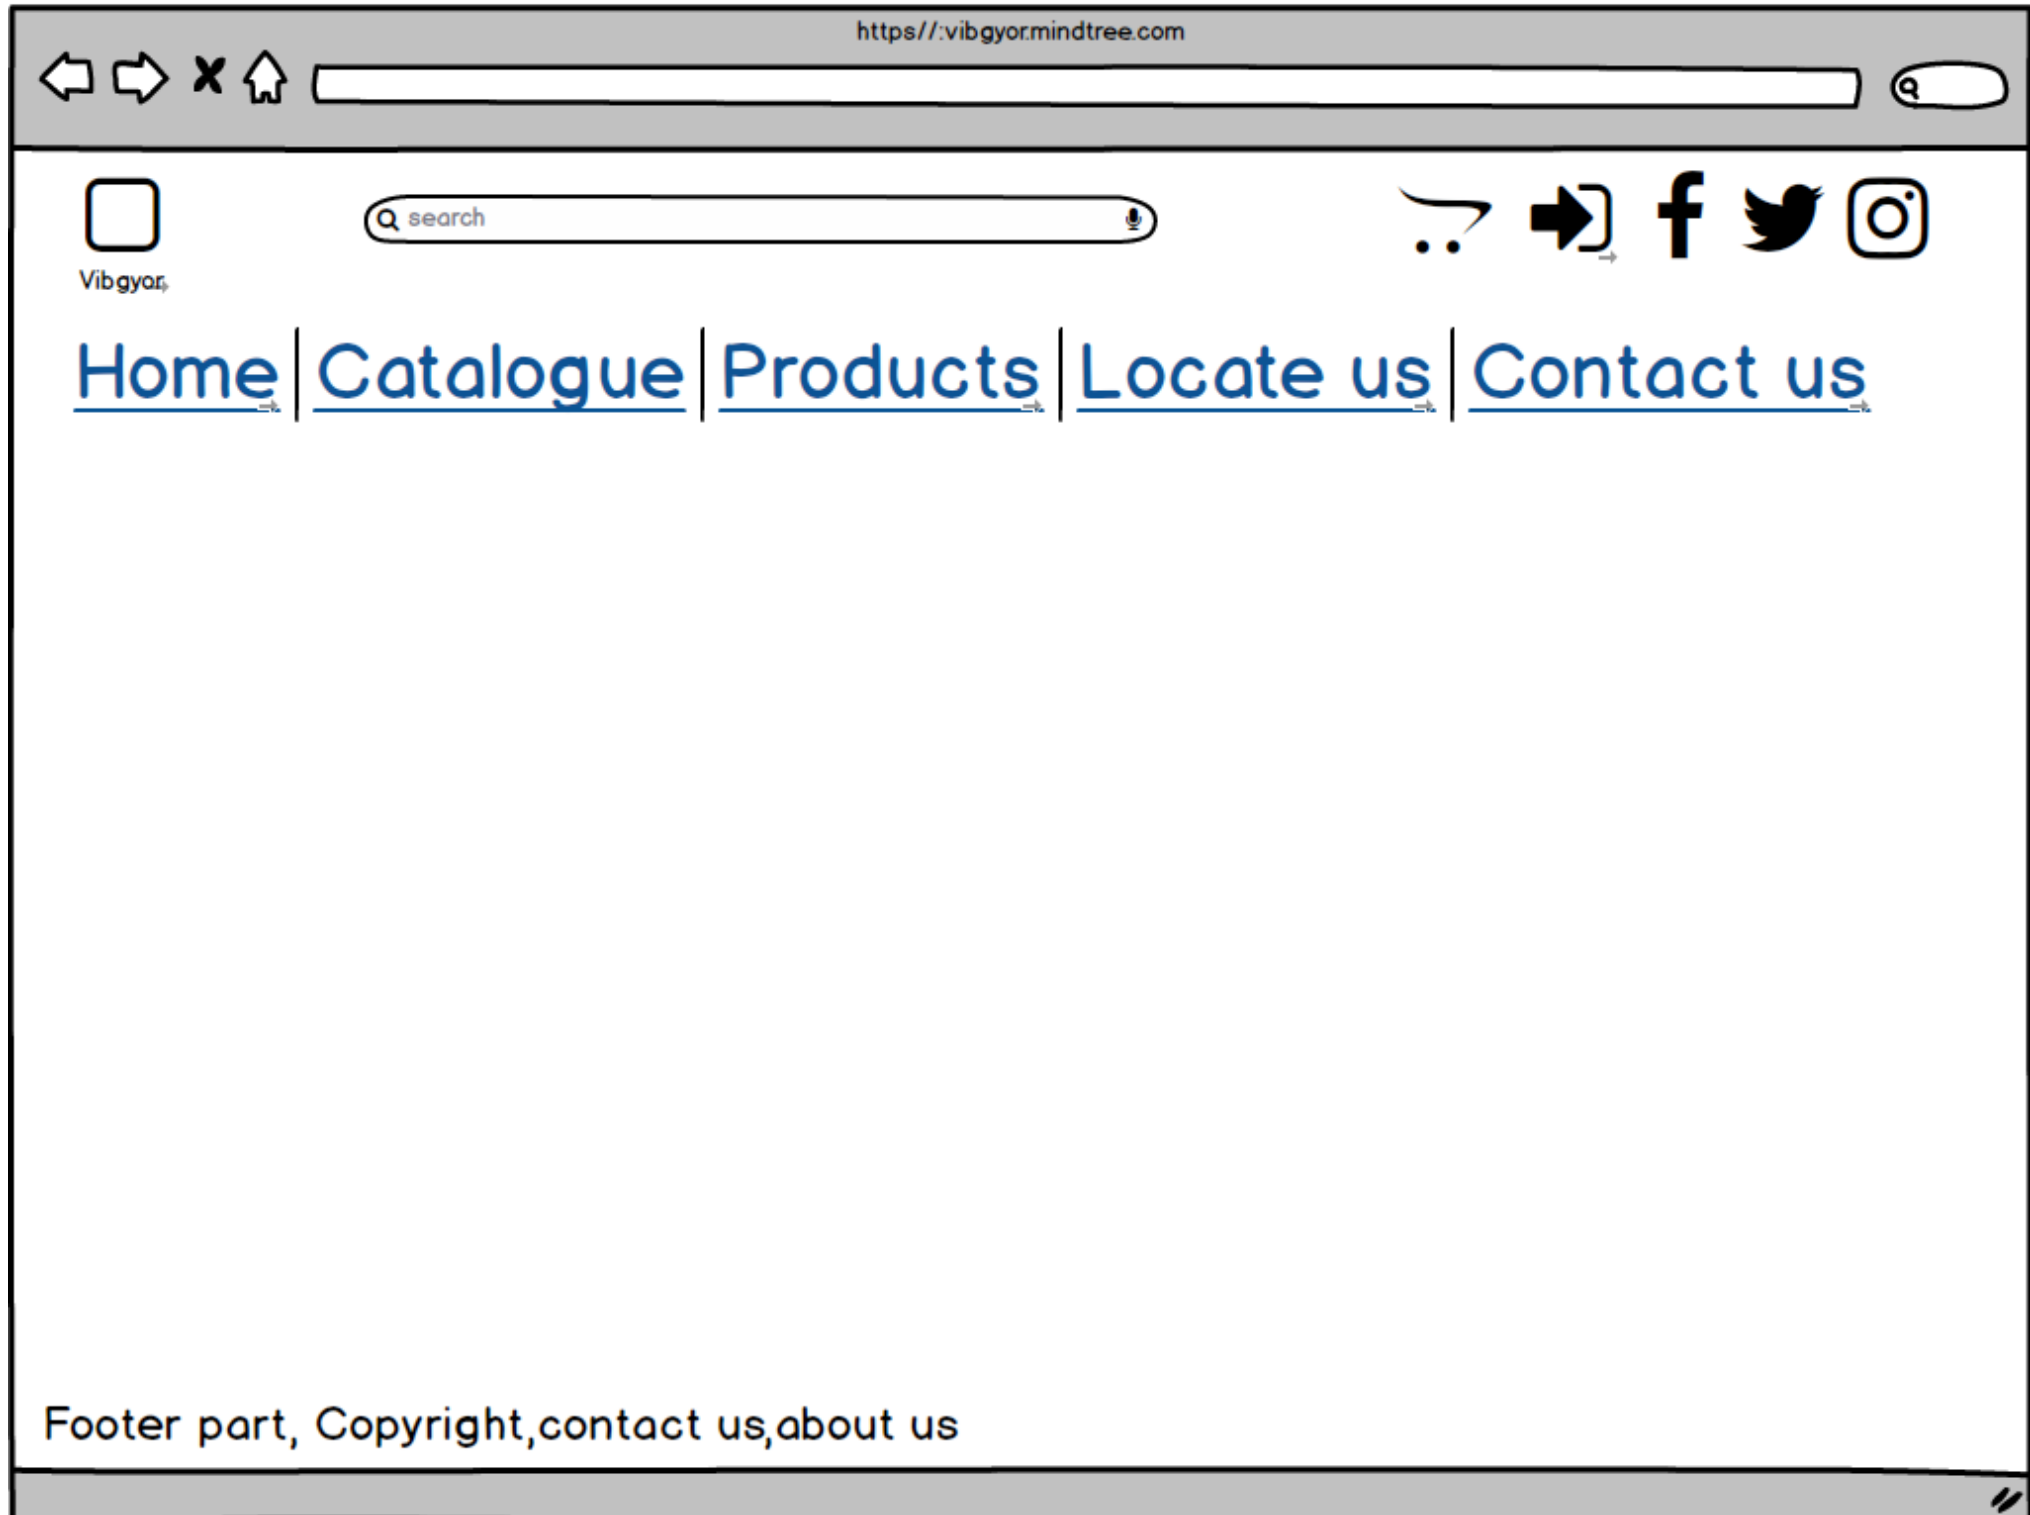 https//:vibgyor.mindtree.com
search
Vibgyor
Home Catalogue Products Locate us Contact us
Footer part, Copyright,contact us,about us